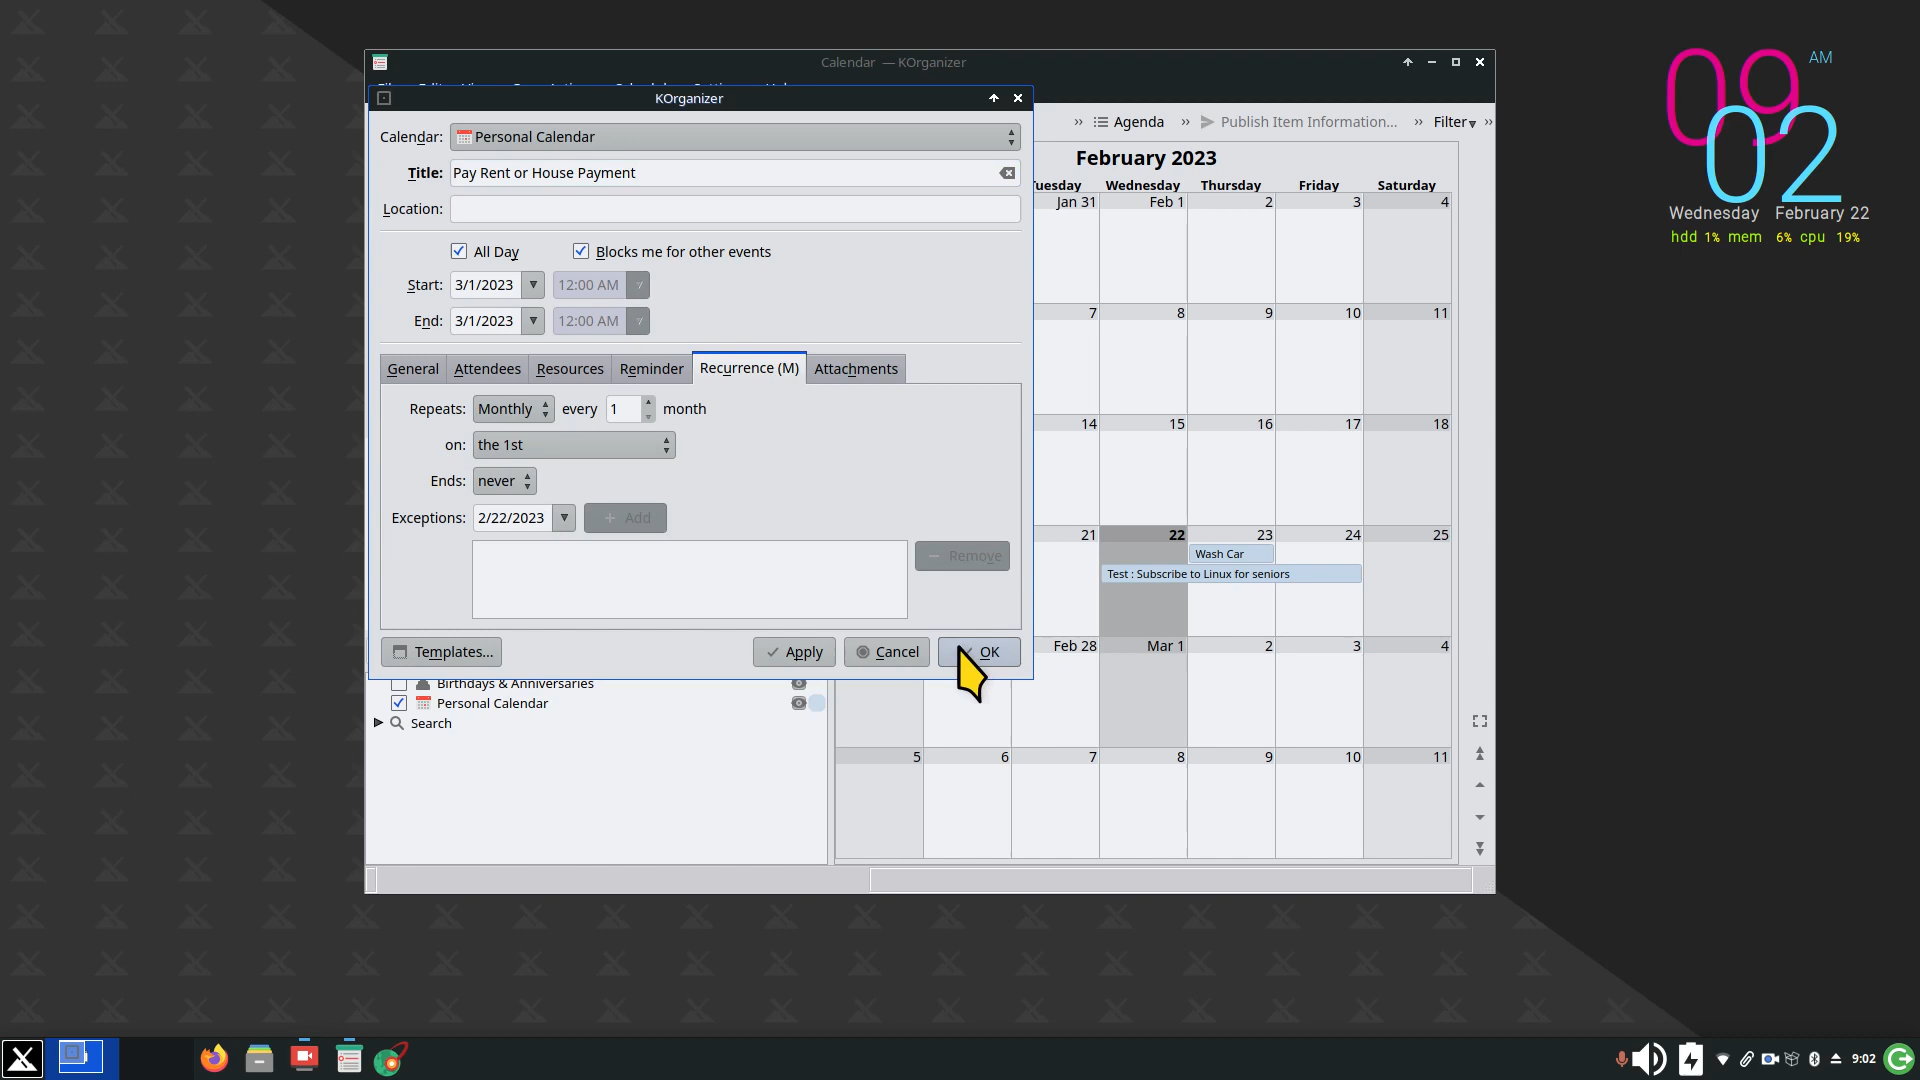 Calendar — KOrganizer
KOrganizer
Calendar:
Personal Calendar
Title:
Pay Rent or House Payment
Location:
All Day
Blocks me for other events
Start:
3/1/2023
12:00 AM
End:
3/1/2023
12:00 AM
General
Attendees
Resources
Reminder
Recurrence (M)
Attachments
Repeats:
Monthly
every
1
month
on:
the 1st
Ends:
never
Exceptions:
2/22/2023
Add
Remove
Templates...
Apply
Cancel
OK
Birthdays & Anniversaries
Personal Calendar
Search
Agenda
Publish Item Information...
Filter
February 2023
uesday Wednesday Thursday Friday Saturday
Jan 31 Feb 1 2 3 4
7 8 9 10 11
14 15 16 17 18
21 22 23 24 25
Wash Car
Test : Subscribe to Linux for seniors
Feb 28 Mar 1 2 3 4
5 6 7 8 9 10 11
09 AM
02
Wednesday February 22
hdd 1% mem 6% cpu 19%
9:02